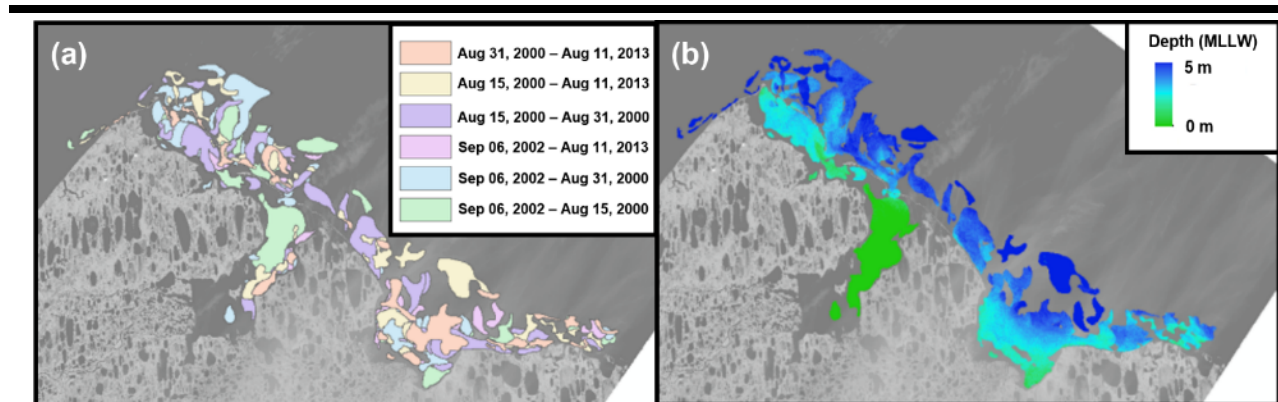 (a)
Aug 31, 2000 – Aug 11, 2013
Aug 15, 2000 – Aug 11, 2013
Aug 15, 2000 – Aug 31, 2000
Sep 06, 2002 – Aug 11, 2013
Sep 06, 2002 – Aug 31, 2000
Sep 06, 2002 – Aug 15, 2000
(b)
Depth (MLLW)
5 m
0 m